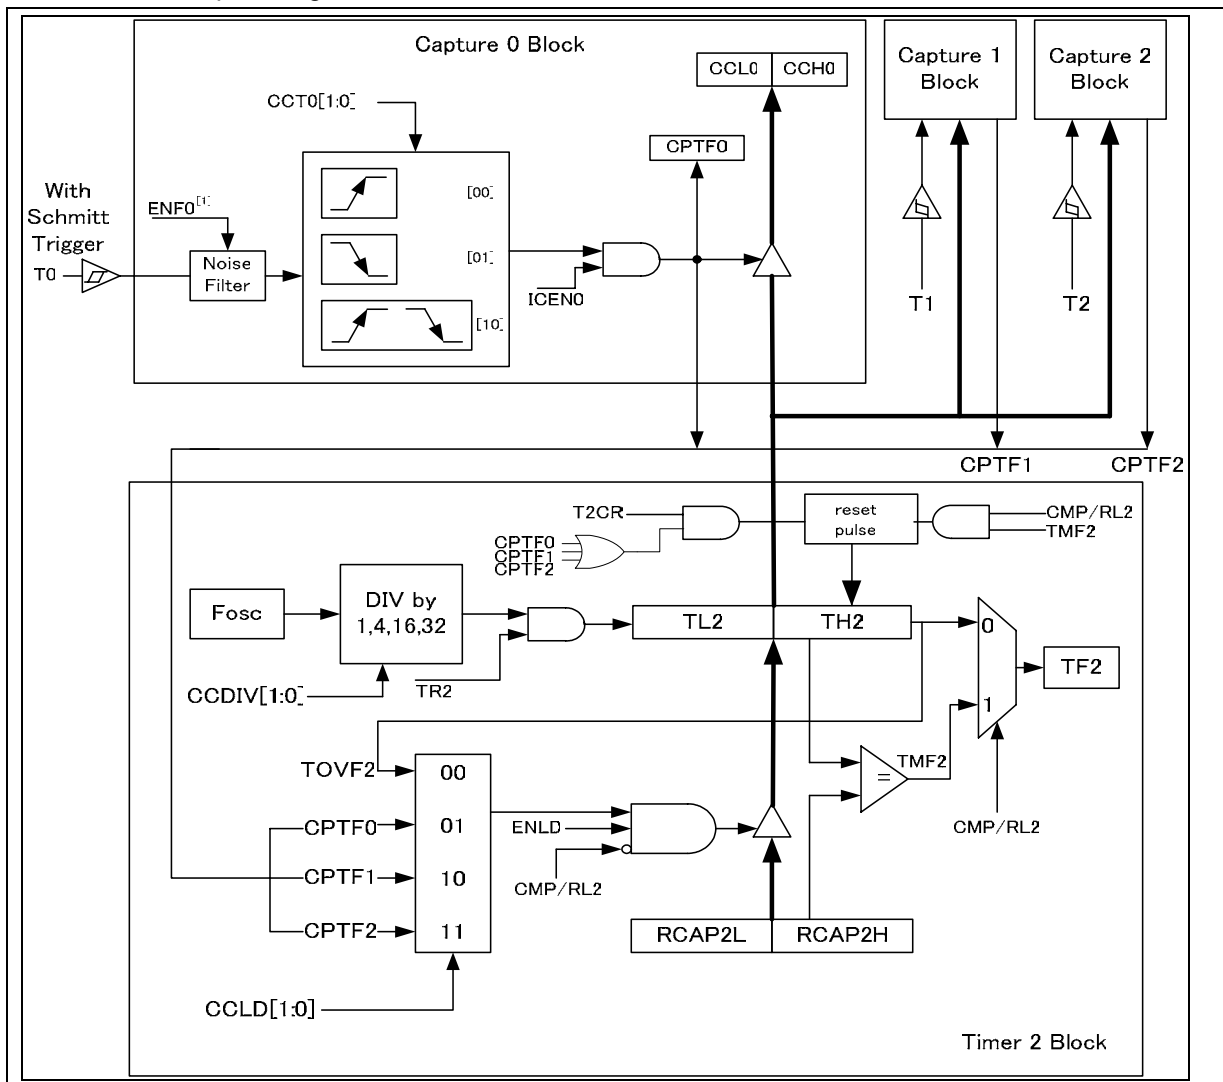 Capture 0 Block
CCL0 CCH0
Capture 1
Block
Capture 2
Block
CCT0[1:0]
CPTF0
With
Schmitt
Trigger
T0
ENF0[1]
Noise
Filter
[00]
[01]
[10]
ICEN0
T1
T2
CPTF1
CPTF2
T2CR
CPTF0
CPTF1
CPTF2
reset
pulse
CMP/RL2
TMF2
Fosc
DIV by
1,4,16,32
TL2
TH2
0
1
TF2
CCDIV[1:0]
TR2
TOVF2
00
CPTF0
01
CPTF1
10
CPTF2
11
ENLD
CMP/RL2
=
TMF2
CMP/RL2
RCAP2L
RCAP2H
CCLD[1:0]
Timer 2 Block